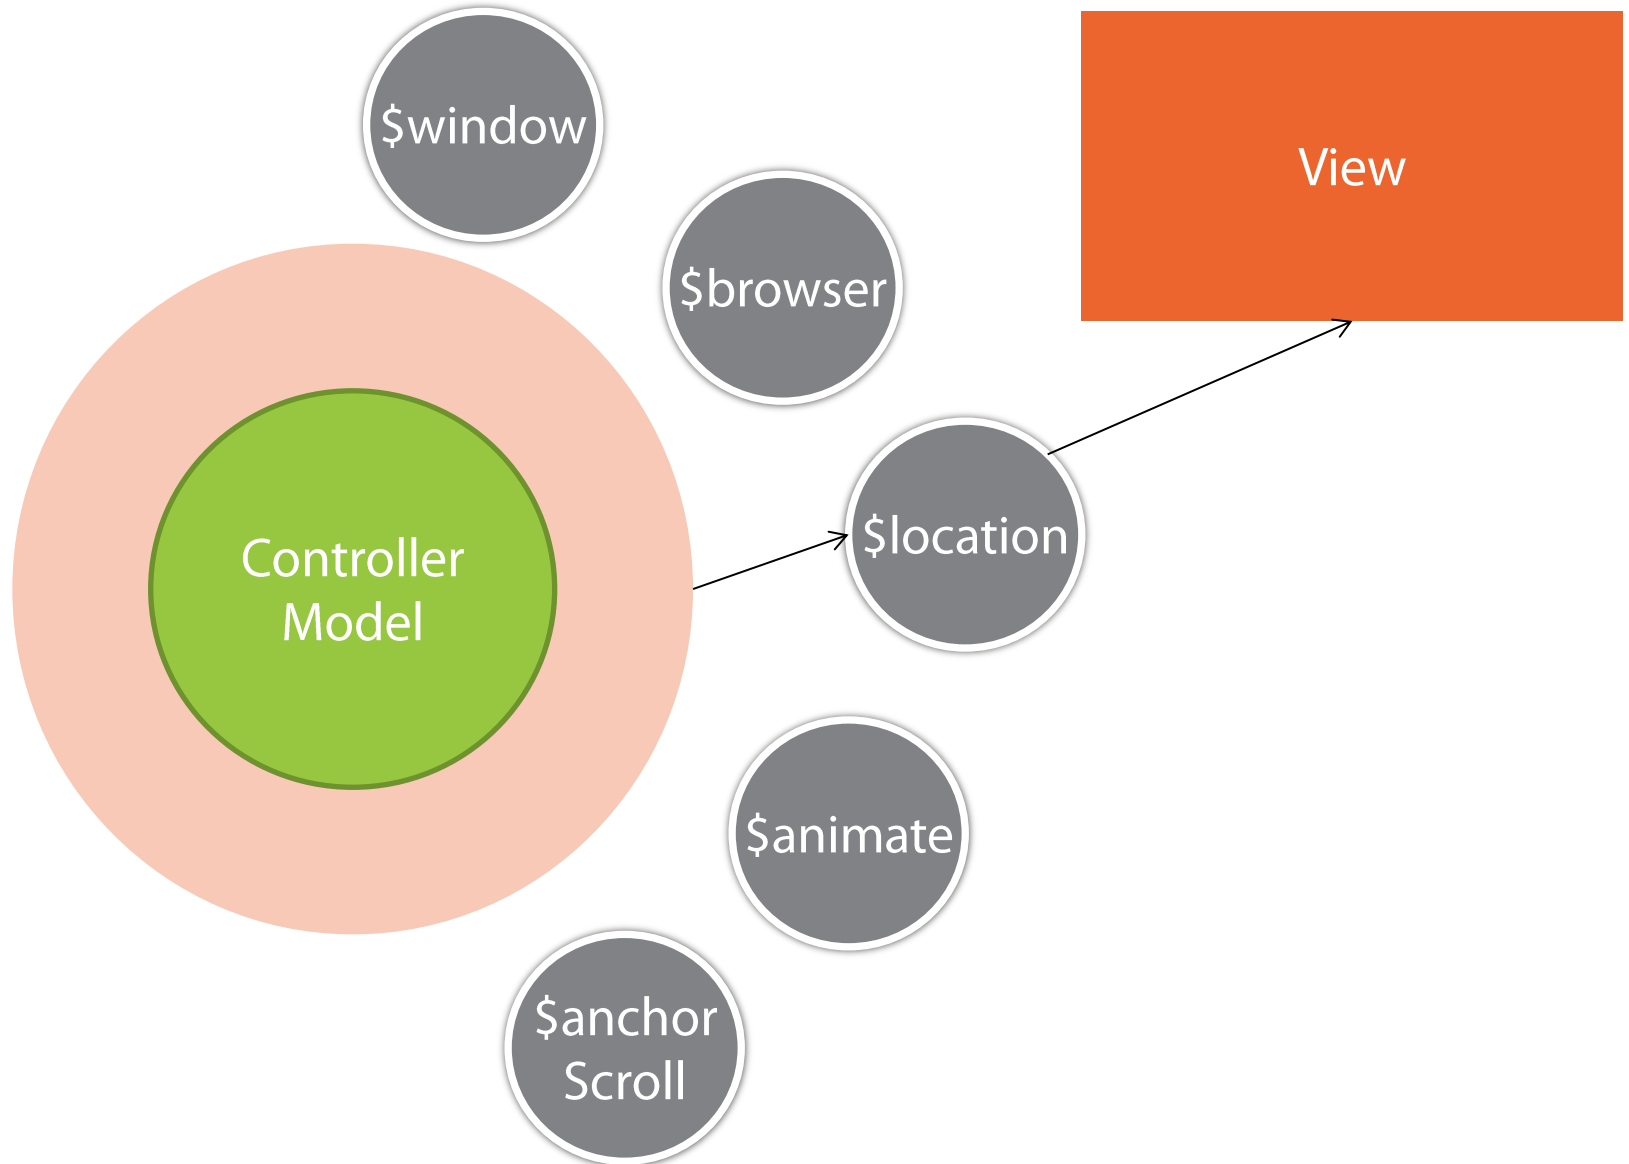 $window
View
$browser
$location
Controller
Model
$animate
$anchor
Scroll